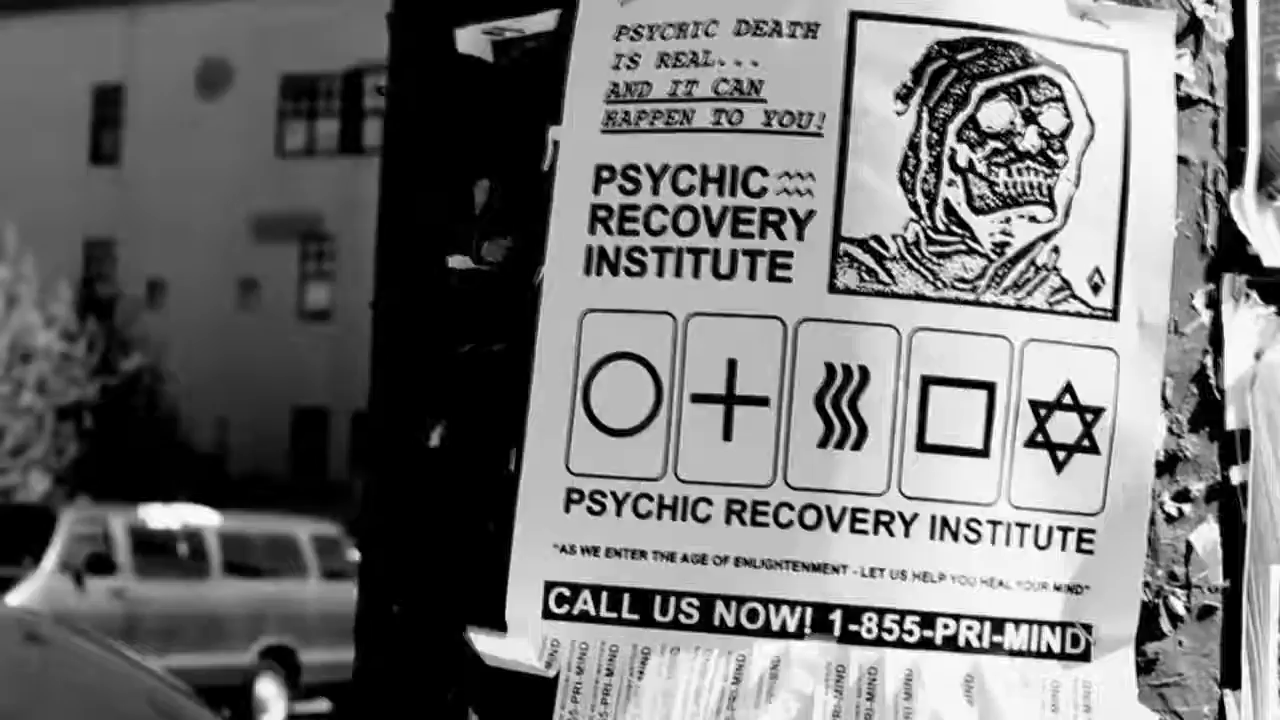 PSYCHIC DEATH
IS REAL...
AND IT CAN
HAPPEN TO YOU!
PSYCHIC
RECOVERY
INSTITUTE
PSYCHIC RECOVERY INSTITUTE
"AS WE ENTER THE AGE OF ENLIGHTENMENT - LET US HELP YOU HEAL YOUR MIND"
CALL US NOW! 1-855-PRI-MIND